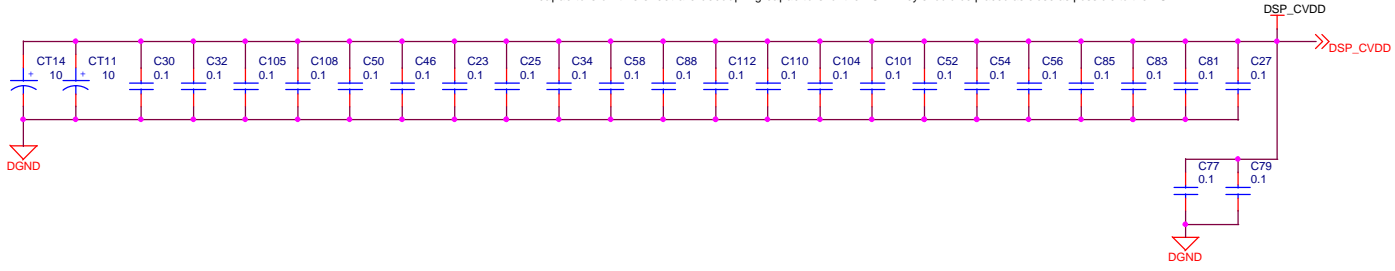 DSP_CVDD
DSP_CVDD
CT14 CT11 C30 C32 C105 C108 C50 C46 C23 C25 C34 C58 C88 C112 C110 C104 C101 C52 C54 C56 C85 C83 C81 C27
+ +
10 10 0.1 0.1 0.1 0.1 0.1 0.1 0.1 0.1 0.1 0.1 0.1 0.1 0.1 0.1 0.1 0.1 0.1 0.1 0.1 0.1 0.1 0.1
DGND
C77 C79
0.1 0.1
DGND